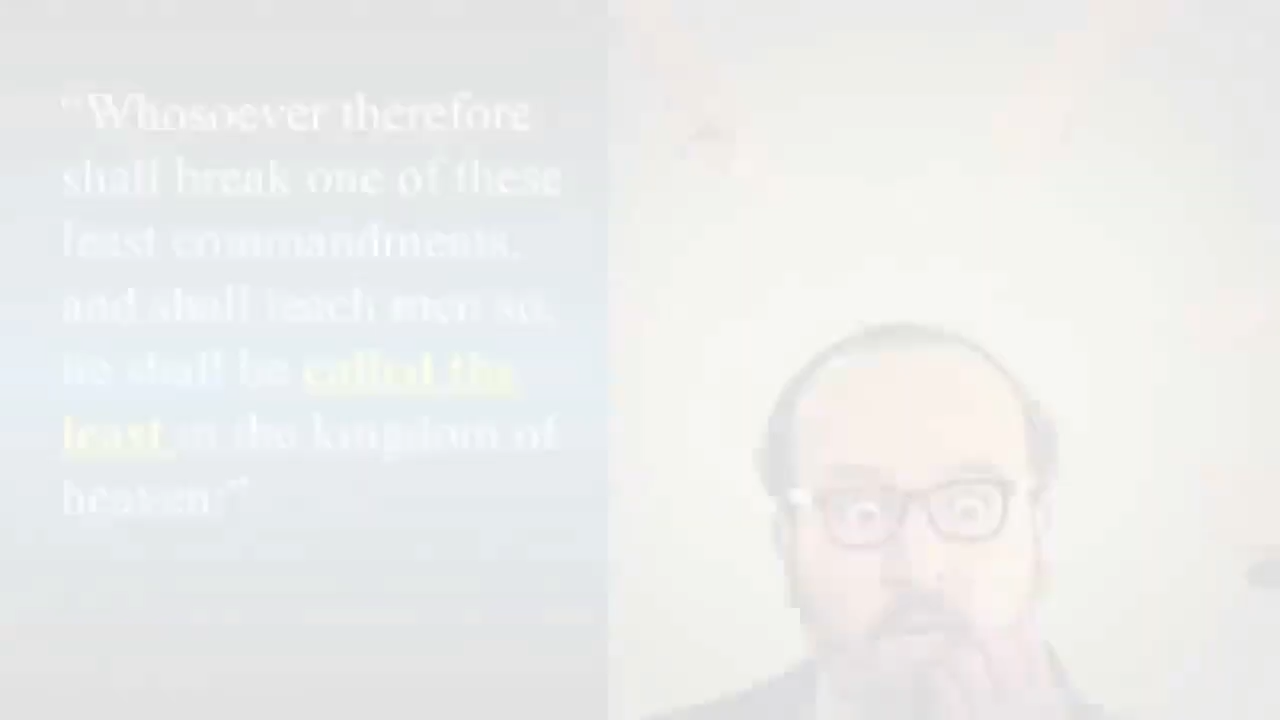 “Whosoever therefore
shall break one of these
least commandments,
and shall teach men so,
he shall be called the
least in the kingdom of
heaven:”